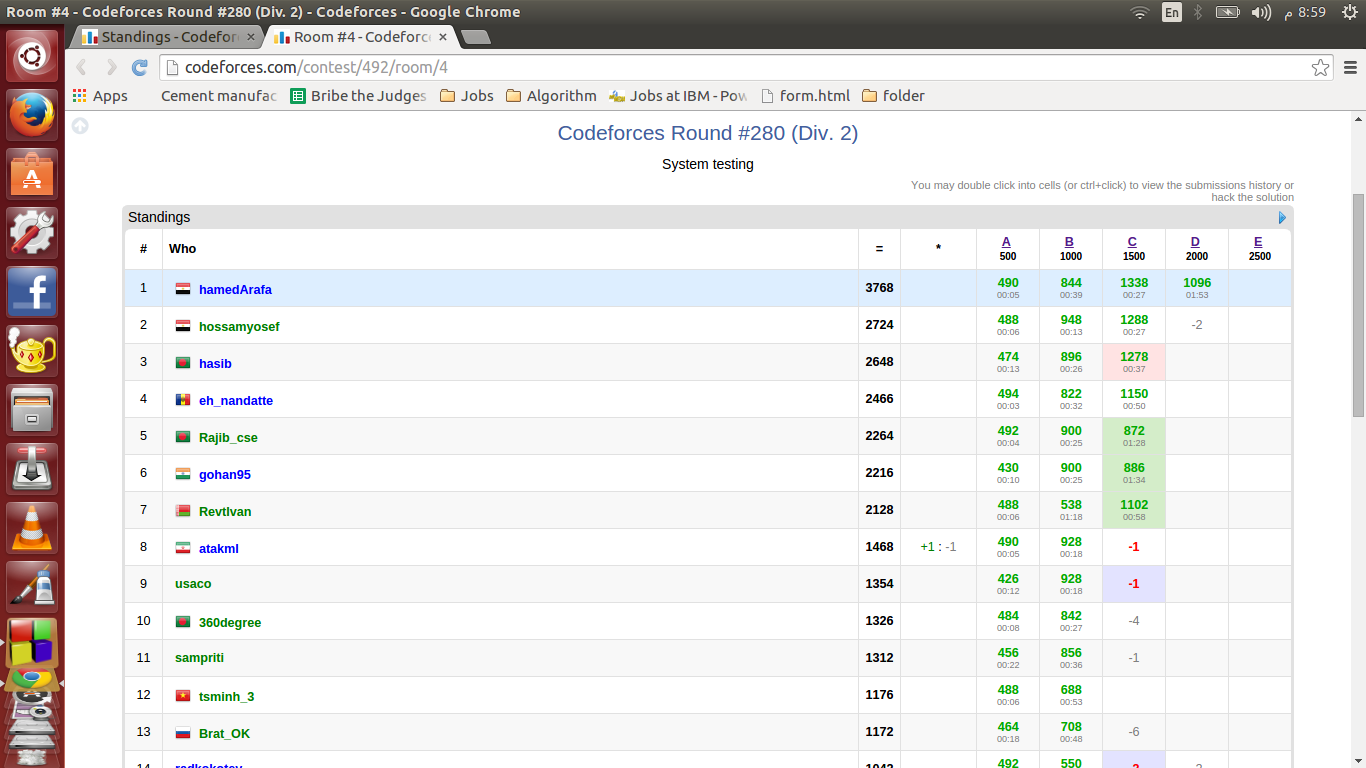 Room #4 - Codeforces Round #280 (Div. 2) - Codeforces - Google Chrome En 8:59 م
Standings - Codefor × Room #4 - Codeforc ×
codeforces.com/contest/492/room/4
Apps Cement manufac Bribe the Judges Jobs Algorithm Jobs at IBM - Pow form.html folder
Codeforces Round #280 (Div. 2)
System testing
You may double click into cells (or ctrl+click) to view the submissions history or
hack the solution
Standings
# Who = * A B C D E
500 1000 1500 2000 2500
1 hamedArafa 3768 490 844 1338 1096
00:05 00:39 00:27 01:53
2 hossamyosef 2724 488 948 1288 -2
00:06 00:13 00:27
3 hasib 2648 474 896 1278
00:13 00:26 00:37
4 eh_nandatte 2466 494 822 1150
00:03 00:32 00:50
5 Rajib_cse 2264 492 900 872
00:04 00:25 01:28
6 gohan95 2216 430 900 886
00:10 00:25 01:34
7 RevtIvan 2128 488 538 1102
00:06 01:18 00:58
8 atakml 1468 +1 : -1 490 928 -1
00:05 00:18
9 usaco 1354 426 928 -1
00:12 00:18
10 360degree 1326 484 842 -4
00:08 00:27
11 sampriti 1312 456 856 -1
00:22 00:36
12 tsminh_3 1176 488 688
00:06 00:53
13 Brat_OK 1172 464 708 -6
00:18 00:48
14 radkokotev 1042 492 550 -2 -2